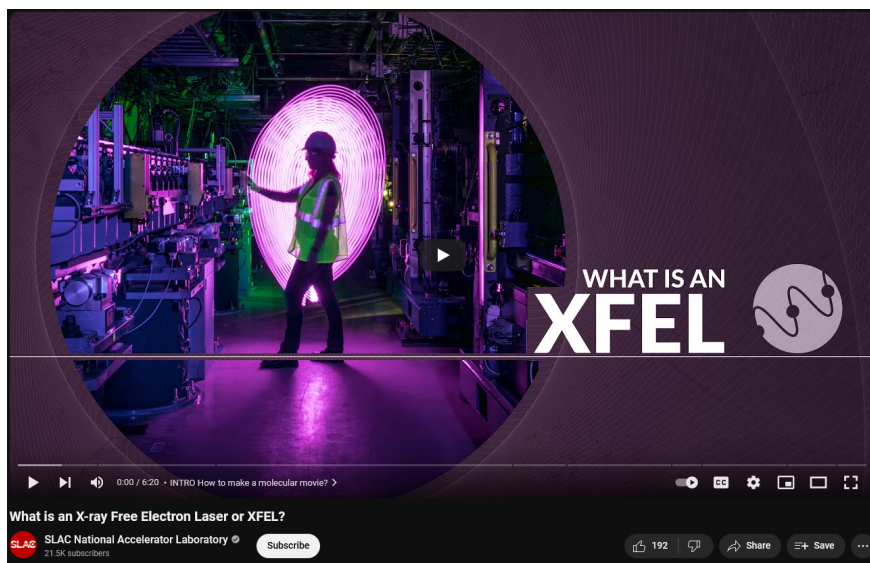 WHAT IS AN
XFEL
0:00 / 6:20 • INTRO How to make a molecular movie?
CC
What is an X-ray Free Electron Laser or XFEL?
SLAC
SLAC National Accelerator Laboratory
21.5K subscribers
Subscribe
192
Share
Save